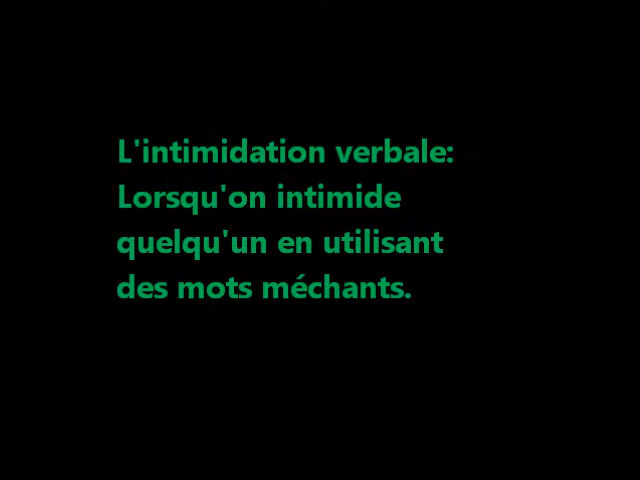 L'intimidation verbale:
Lorsqu'on intimide
quelqu'un en utilisant
des mots méchants.